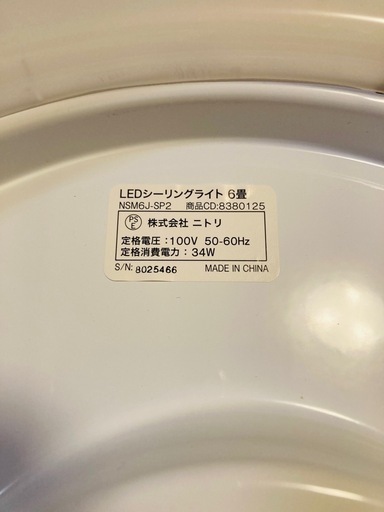 LEDシーリングライト 6畳
NSM6J-SP2 商品CD:8380125
PSE 株式会社 ニトリ
定格電圧:100V 50-60Hz
定格消費電力:34W
S/N: 8025466 MADE IN CHINA